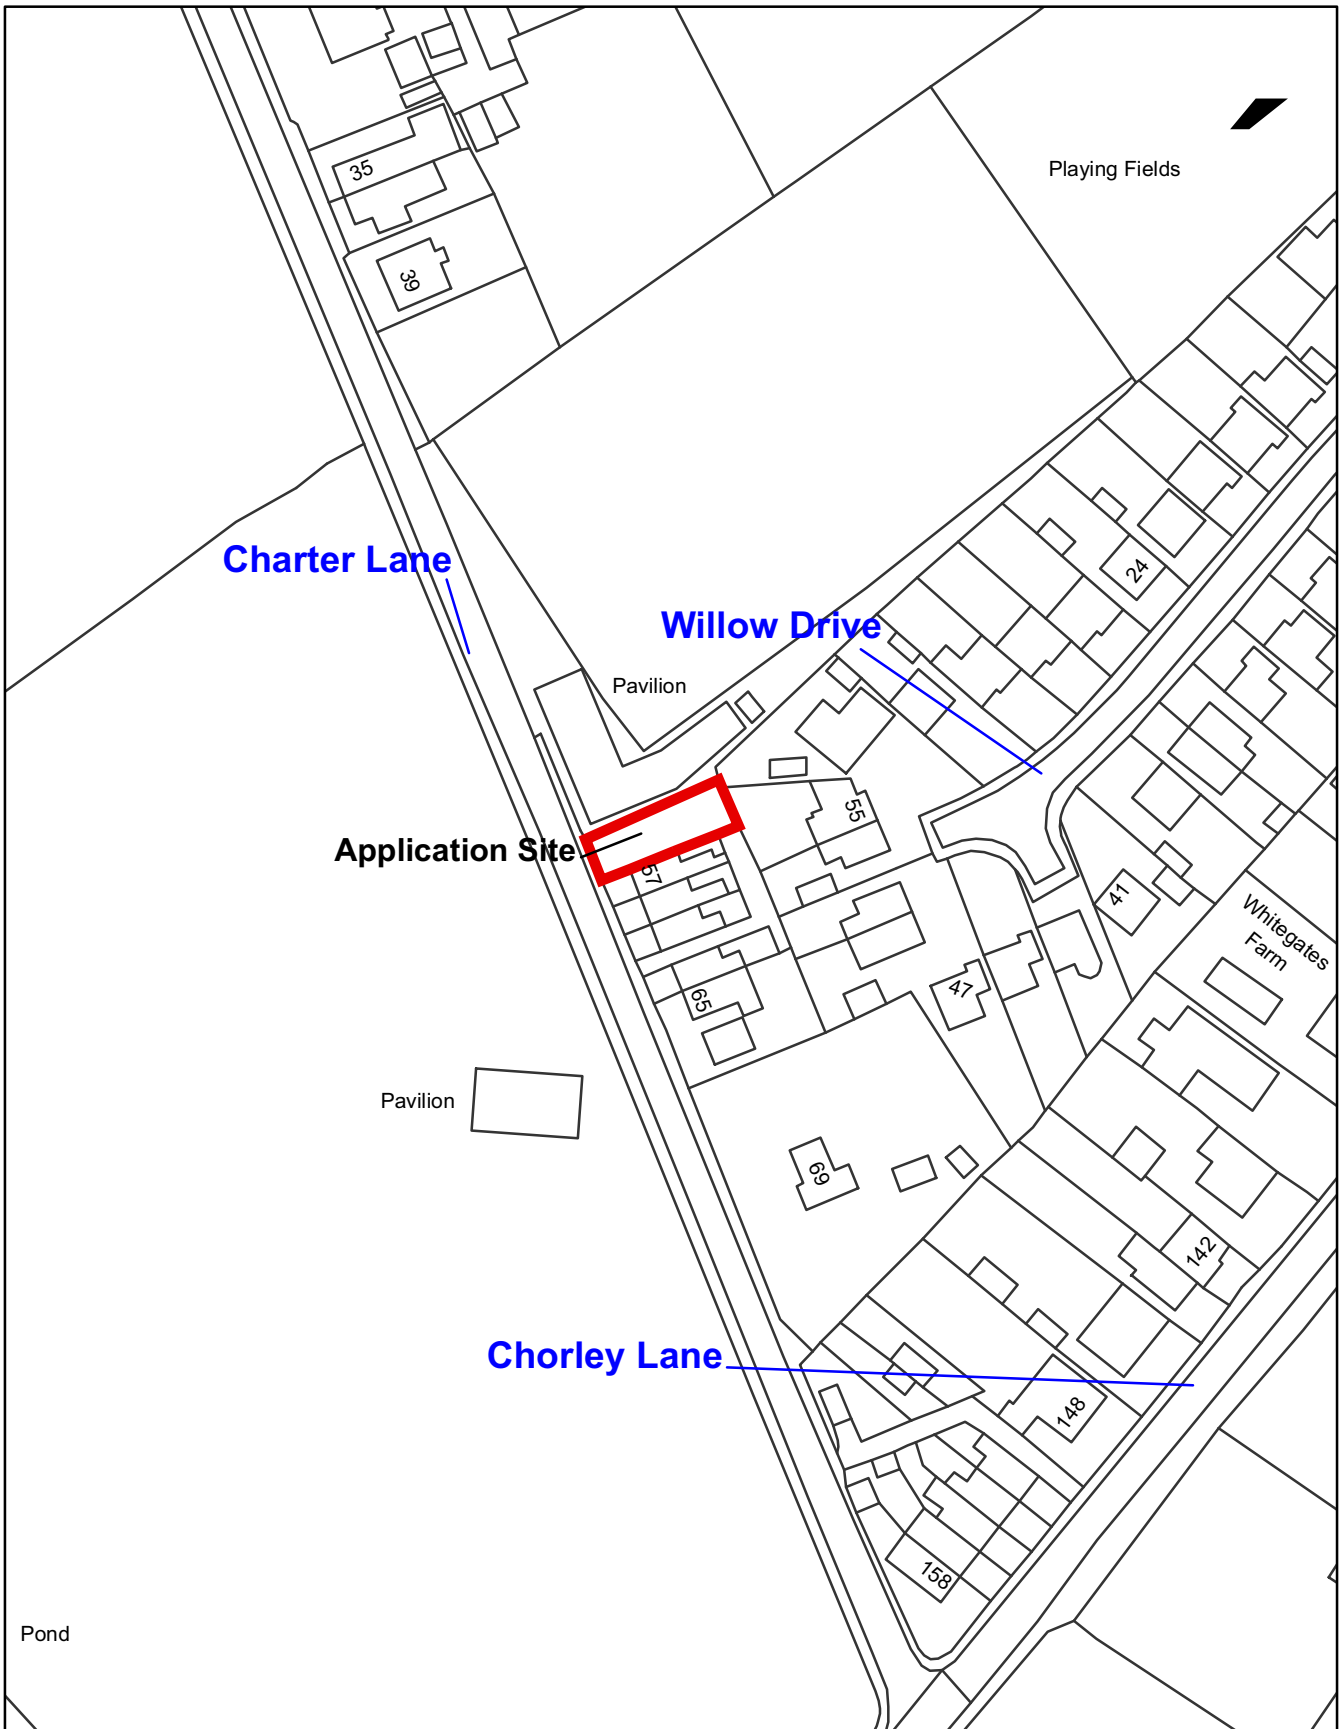 Playing Fields
35
39
Charter Lane
24
Willow Drive
Pavilion
55
Application Site
57
41
Whitegates
Farm
47
65
Pavilion
69
142
Chorley Lane
148
158
Pond